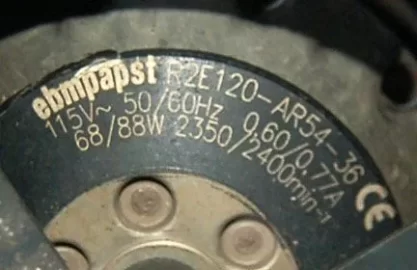 ebmpapst R2E120-AR54-36
115V~ 50/60Hz 0,60/0,77A CE
68/88W 2350/2400min-1